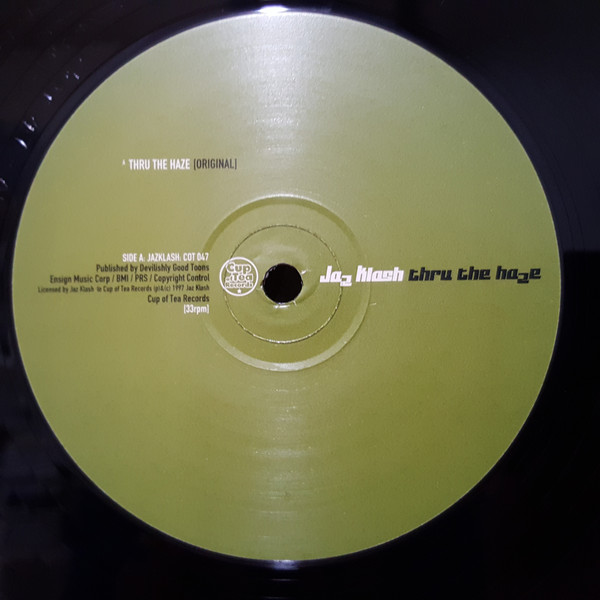 A THRU THE HAZE [ORIGINAL]
SIDE A: JAZKLASH: COT 047
Published by Devilishly Good Toons
Ensign Music Corp / BMI / PRS / Copyright Control
Licensed by Jaz Klash to Cup of Tea Records (p)&(c) 1997 Jaz Klash
Cup of Tea Records
[33rpm]
Cup
of Tea
Records
Jaz Klash thru the haze